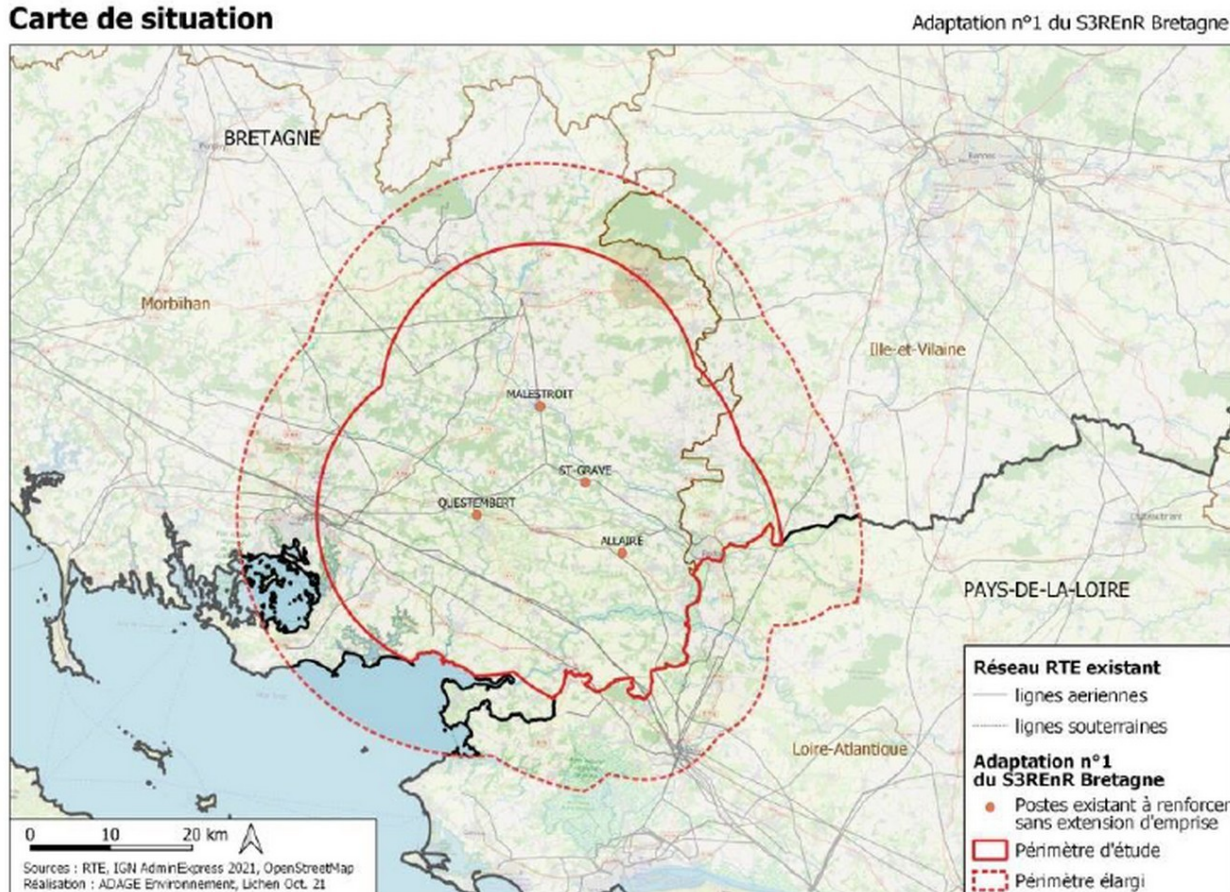 Carte de situation
Adaptation n°1 du S3REnR Bretagne
BRETAGNE
Rennes
Morbihan
Ille-et-Vilaine
MALESTROIT
ST-GRAVE
QUESTEMBERT
ALLAIRE
PAYS-DE-LA-LOIRE
Loire-Atlantique
Réseau RTE existant
lignes aeriennes
lignes souterraines
Adaptation n°1
du S3REnR Bretagne
Postes existant à renforcer
sans extension d'emprise
Périmètre d'étude
Périmètre élargi
0 10 20 km
Sources : RTE, IGN AdminExpress 2021, OpenStreetMap
Réalisation : ADAGE Environnement, Lichen Oct. 21